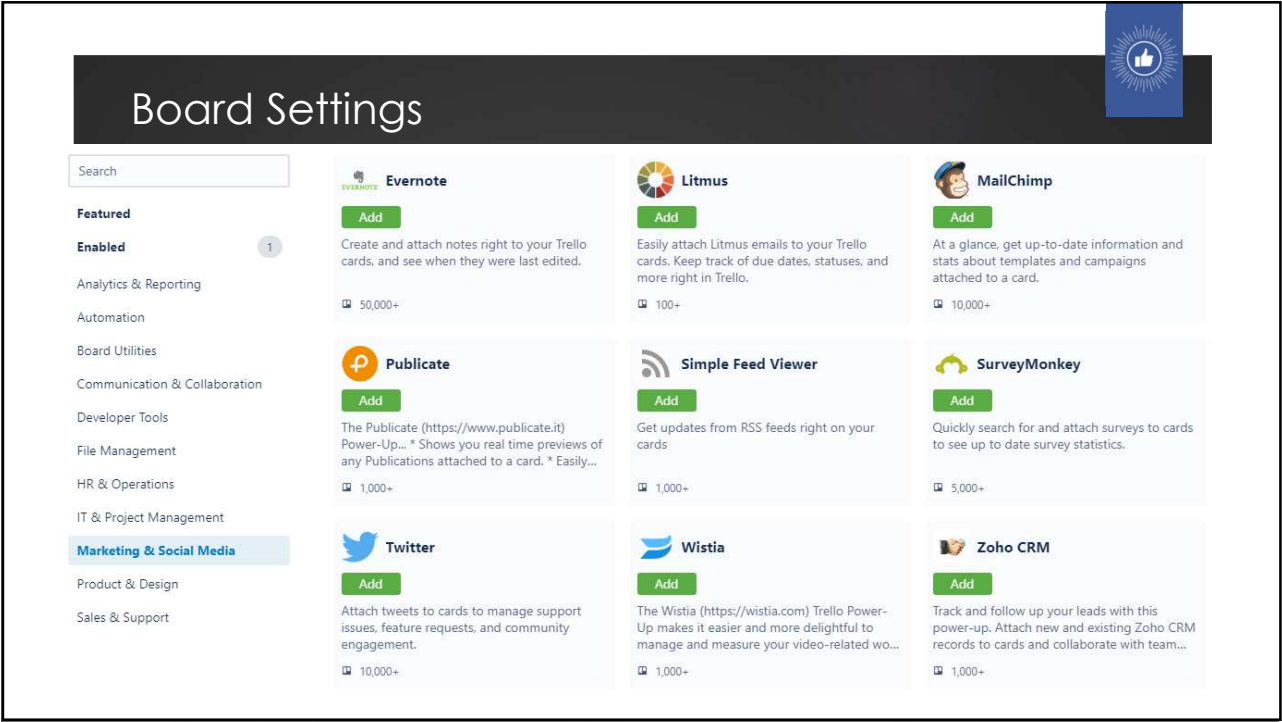 Board Settings
Search
Featured
Enabled 1
Analytics & Reporting
Automation
Board Utilities
Communication & Collaboration
Developer Tools
File Management
HR & Operations
IT & Project Management
Marketing & Social Media
Product & Design
Sales & Support
EVERNOTE
Evernote
Add
Create and attach notes right to your Trello
cards, and see when they were last edited.
50,000+
Litmus
Add
Easily attach Litmus emails to your Trello
cards. Keep track of due dates, statuses, and
more right in Trello.
100+
MailChimp
Add
At a glance, get up-to-date information and
stats about templates and campaigns
attached to a card.
10,000+
Publicate
Add
The Publicate (https://www.publicate.it)
Power-Up... * Shows you real time previews of
any Publications attached to a card. * Easily...
1,000+
Simple Feed Viewer
Add
Get updates from RSS feeds right on your
cards
1,000+
SurveyMonkey
Add
Quickly search for and attach surveys to cards
to see up to date survey statistics.
5,000+
Twitter
Add
Attach tweets to cards to manage support
issues, feature requests, and community
engagement.
10,000+
Wistia
Add
The Wistia (https://wistia.com) Trello Power-
Up makes it easier and more delightful to
manage and measure your video-related wo...
1,000+
Zoho CRM
Add
Track and follow up your leads with this
power-up. Attach new and existing Zoho CRM
records to cards and collaborate with team...
1,000+